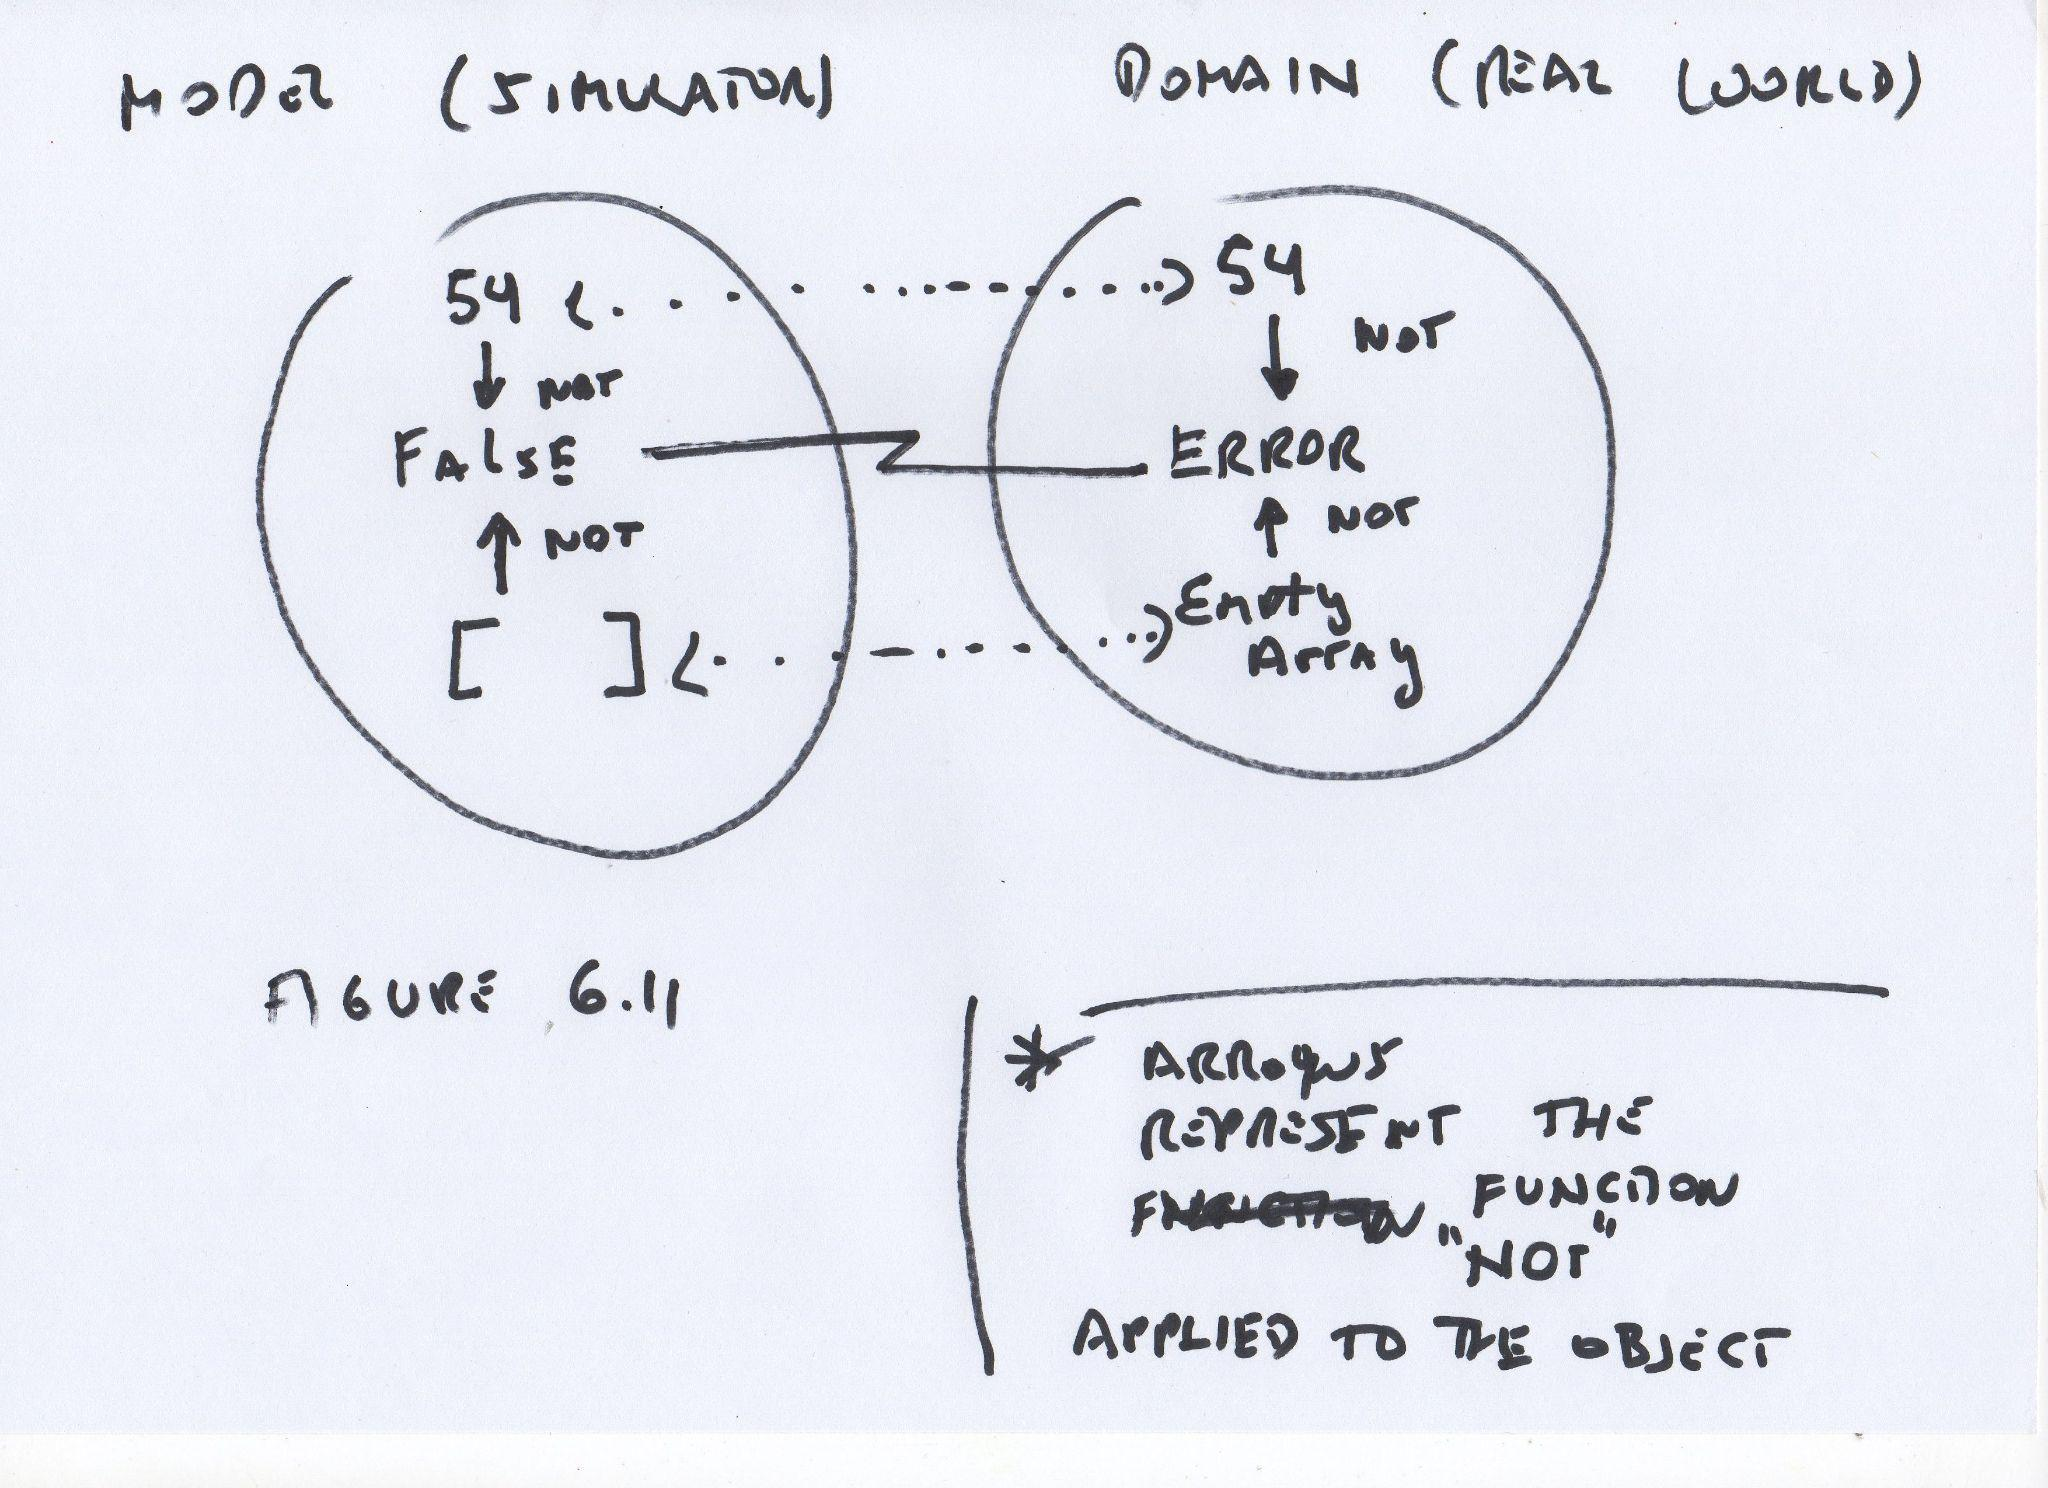 MODEL (SIMULATOR)
DOMAIN (REAL WORLD)
54
NOT
FALSE
NOT
[ ]
54
NOT
ERROR
NOT
Empty
Array
FIGURE 6.11
* ARROWS
REPRESENT THE
FUNCTION
"NOT"
APPLIED TO THE OBJECT